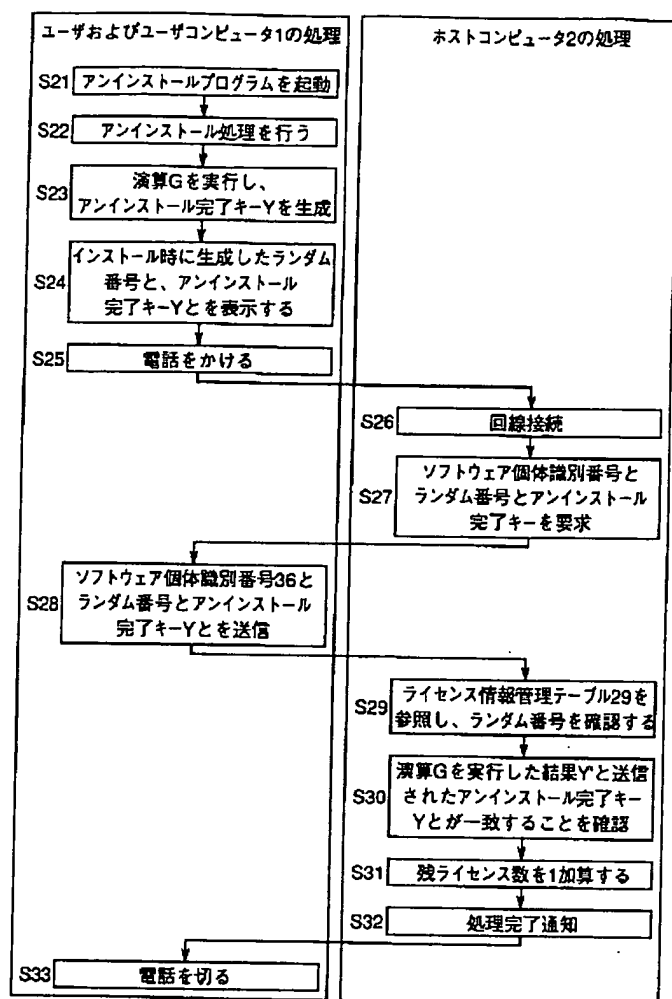 ユーザおよびユーザコンピュータ1の処理
ホストコンピュータ2の処理
S21
アンインストールプログラムを起動
S22
アンインストール処理を行う
S23
演算Gを実行し、
アンインストール完了キーYを生成
S24
インストール時に生成したランダム
番号と、アンインストール
完了キーYとを表示する
S25
電話をかける
S26
回線接続
S27
ソフトウェア個体識別番号と
ランダム番号とアンインストール
完了キーを要求
S28
ソフトウェア個体識別番号36と
ランダム番号とアンインストール
完了キーYとを送信
S29
ライセンス情報管理テーブル29を
参照し、ランダム番号を確認する
S30
演算Gを実行した結果Y'と送信
されたアンインストール完了キー
Yとが一致することを確認
S31
残ライセンス数を1加算する
S32
処理完了通知
S33
電話を切る